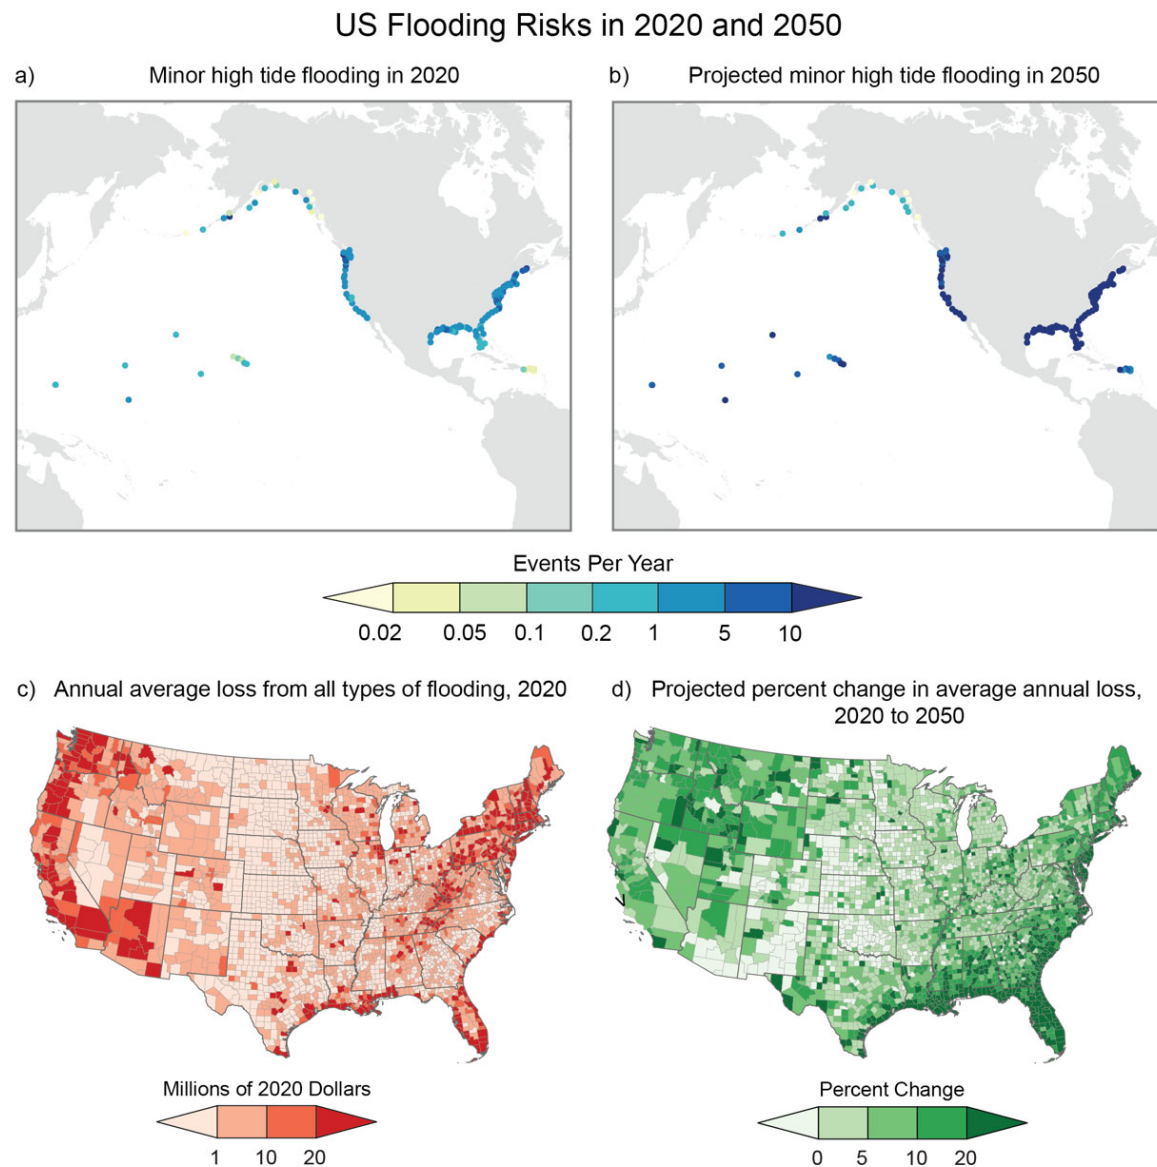 US Flooding Risks in 2020 and 2050
a) Minor high tide flooding in 2020
b) Projected minor high tide flooding in 2050
Events Per Year
0.02 0.05 0.1 0.2 1 5 10
c) Annual average loss from all types of flooding, 2020
d) Projected percent change in average annual loss,
2020 to 2050
Millions of 2020 Dollars
1 10 20
Percent Change
0 5 10 20